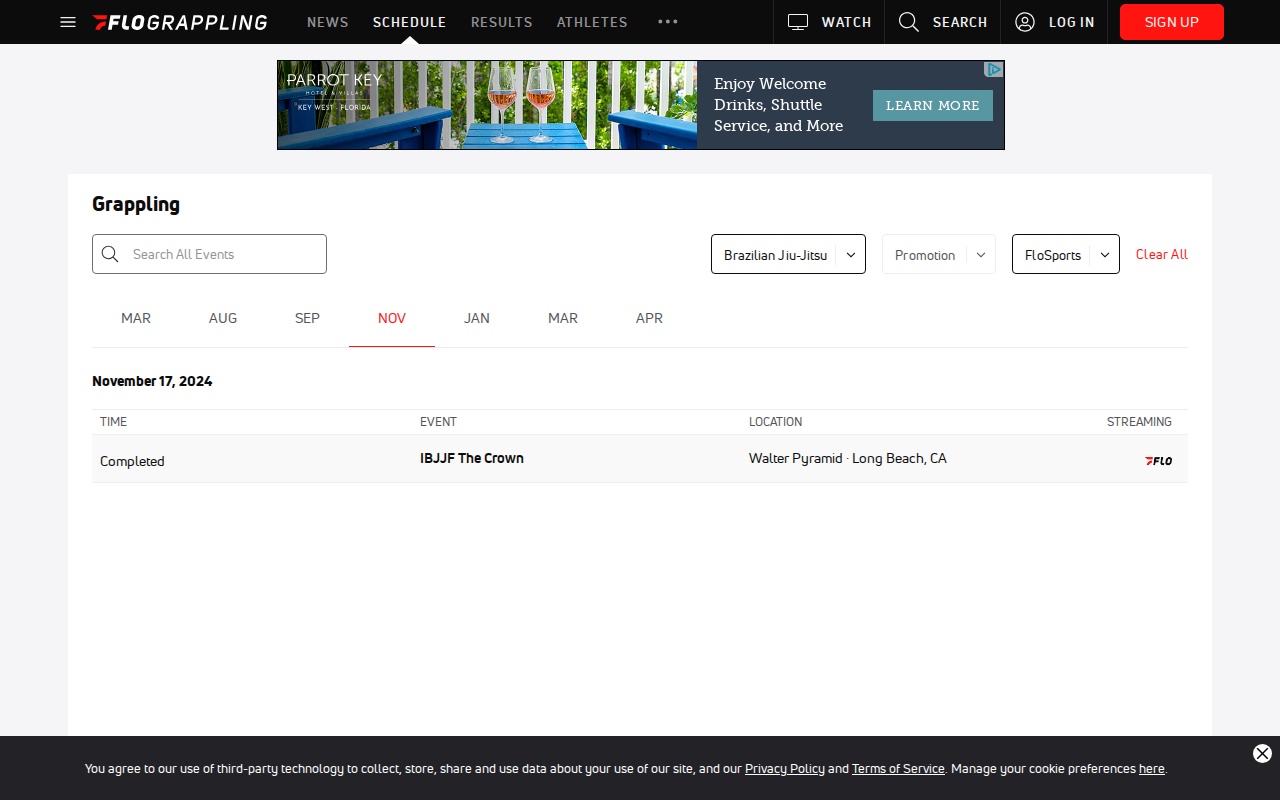 FLOGRAPPLING NEWS SCHEDULE RESULTS ATHLETES ••• WATCH SEARCH LOG IN SIGN UP
PARROT KEY
HOTEL & VILLAS
KEY WEST · FLORIDA
Enjoy Welcome
Drinks, Shuttle
Service, and More
LEARN MORE
Grappling
Search All Events Brazilian Jiu-Jitsu Promotion FloSports Clear All
MAR AUG SEP NOV JAN MAR APR
November 17, 2024
TIME EVENT LOCATION STREAMING
Completed IBJJF The Crown Walter Pyramid · Long Beach, CA FLO
You agree to our use of third-party technology to collect, store, share and use data about your use of our site, and our Privacy Policy and Terms of Service. Manage your cookie preferences here.